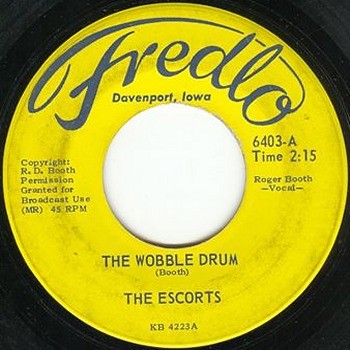 Fredlo
Davenport, Iowa
6403-A
Time 2:15
Copyright:
R. D. Booth
Permission
Granted for
Broadcast Use
(MR) 45 RPM
Roger Booth
—Vocal—
THE WOBBLE DRUM
(Booth)
THE ESCORTS
KB 4223A